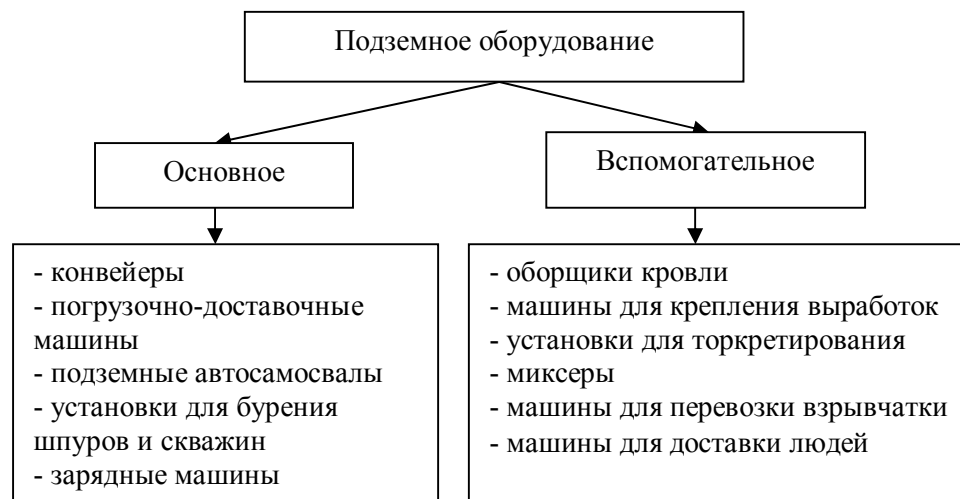 Подземное оборудование
Основное
Вспомогательное
- конвейеры
- погрузочно-доставочные
машины
- подземные автосамосвалы
- установки для бурения
шпуров и скважин
- зарядные машины
- оборщики кровли
- машины для крепления выработок
- установки для торкретирования
- миксеры
- машины для перевозки взрывчатки
- машины для доставки людей